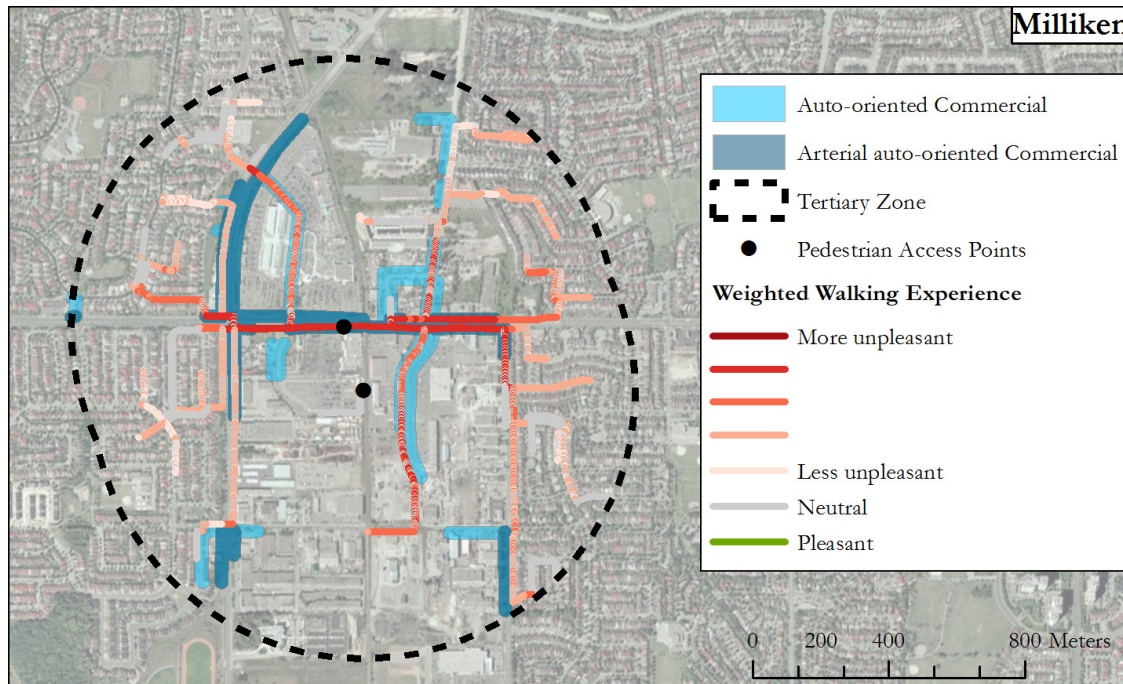 Milliken
Auto-oriented Commercial
Arterial auto-oriented Commercial
Tertiary Zone
Pedestrian Access Points
Weighted Walking Experience
More unpleasant
Less unpleasant
Neutral
Pleasant
0 200 400 800 Meters